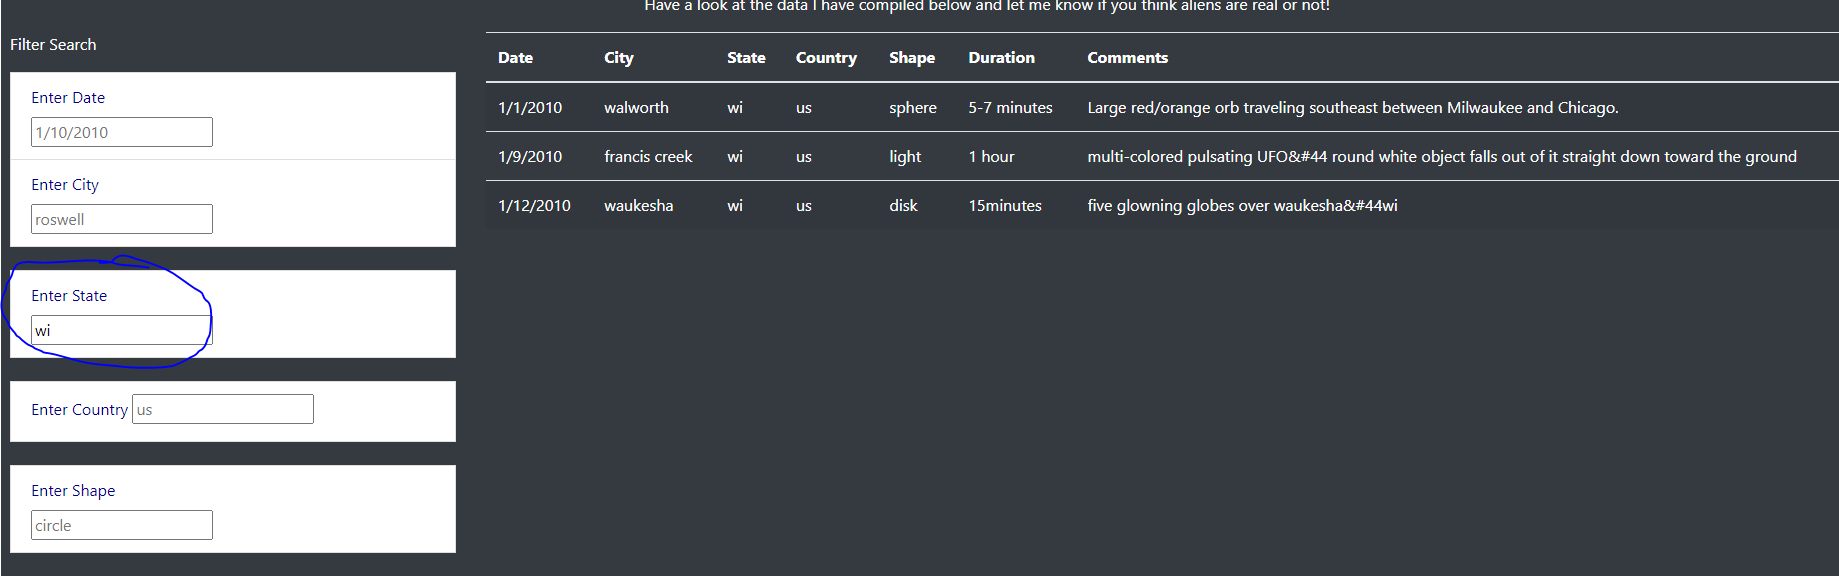 Have a look at the data I have compiled below and let me know if you think aliens are real or not!
Filter Search
Enter Date
1/10/2010
Enter City
roswell
Enter State
wi
Enter Country us
Enter Shape
circle
Date City State Country Shape Duration Comments
1/1/2010 walworth wi us sphere 5-7 minutes Large red/orange orb traveling southeast between Milwaukee and Chicago.
1/9/2010 francis creek wi us light 1 hour multi-colored pulsating UFO&#44 round white object falls out of it straight down toward the ground
1/12/2010 waukesha wi us disk 15minutes five glowning globes over waukesha&#44wi